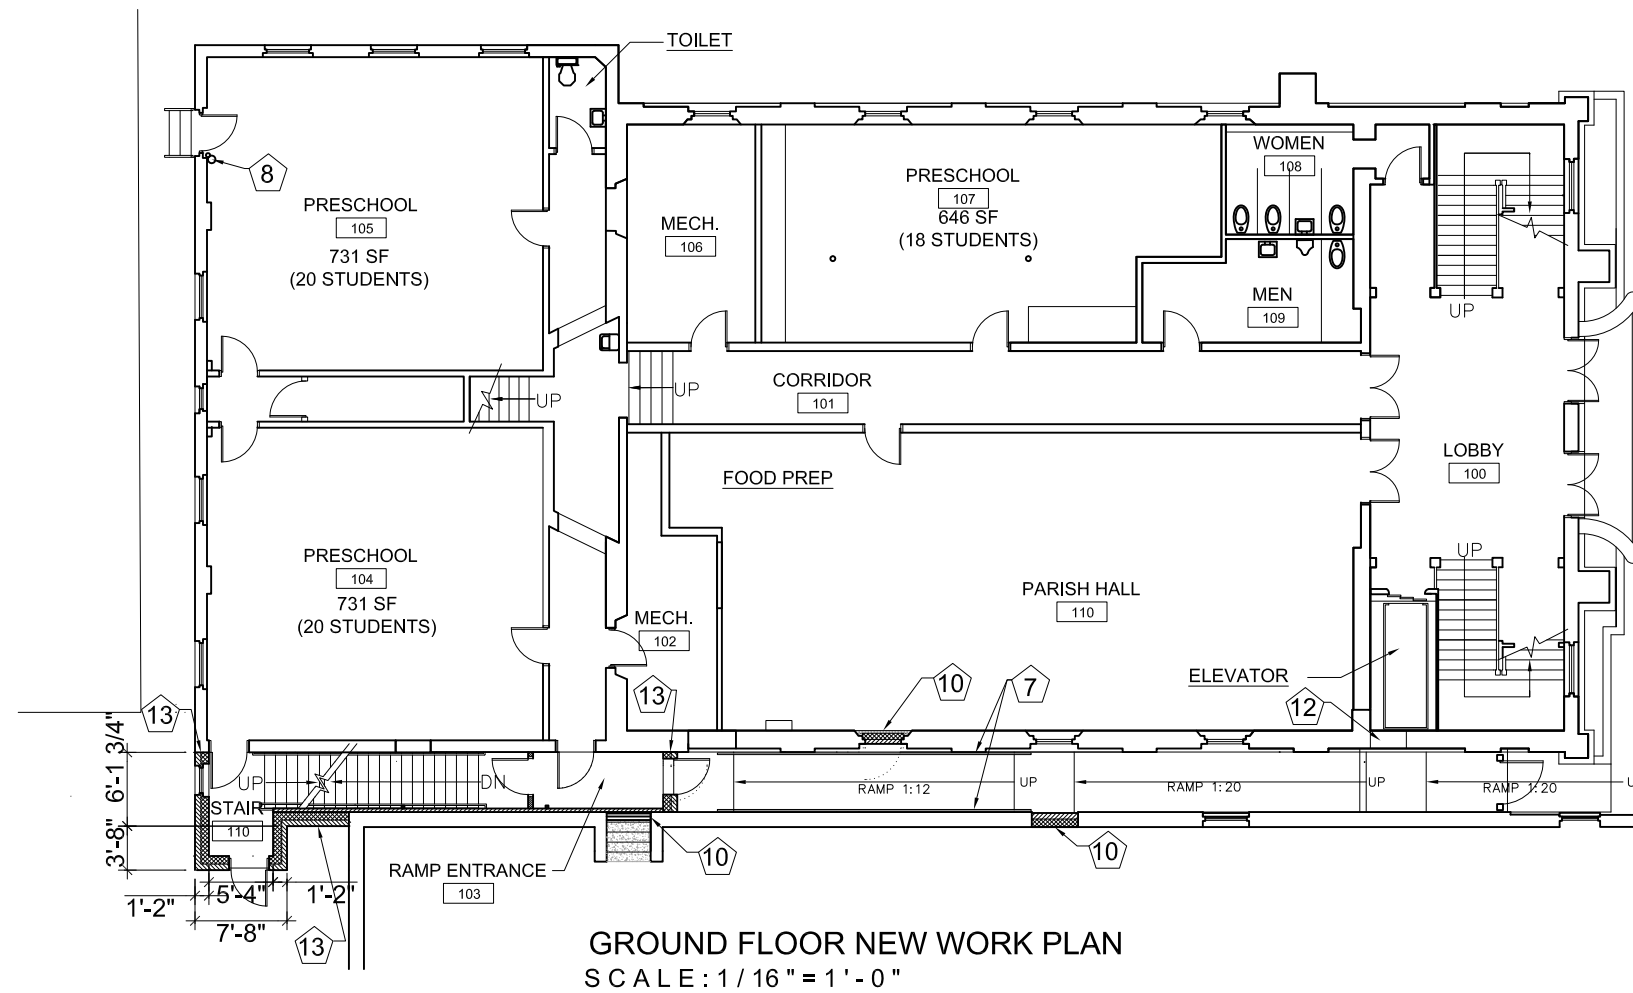 TOILET
8
PRESCHOOL
105
731 SF
(20 STUDENTS)
MECH.
106
PRESCHOOL
107
646 SF
(18 STUDENTS)
WOMEN
108
MEN
109
UP
UP
UP
CORRIDOR
101
LOBBY
100
UP
FOOD PREP
PRESCHOOL
104
731 SF
(20 STUDENTS)
MECH.
102
PARISH HALL
110
ELEVATOR
13
13
10
7
12
6'-1 3/4"
3'-8"
UP
DN
STAIR
110
RAMP 1:12
UP
RAMP 1:20
UP
RAMP 1:20
10
10
RAMP ENTRANCE
103
1'-2"
5'-4"
1'-2"
7'-8"
13
GROUND FLOOR NEW WORK PLAN
SCALE: 1/16" = 1'-0"